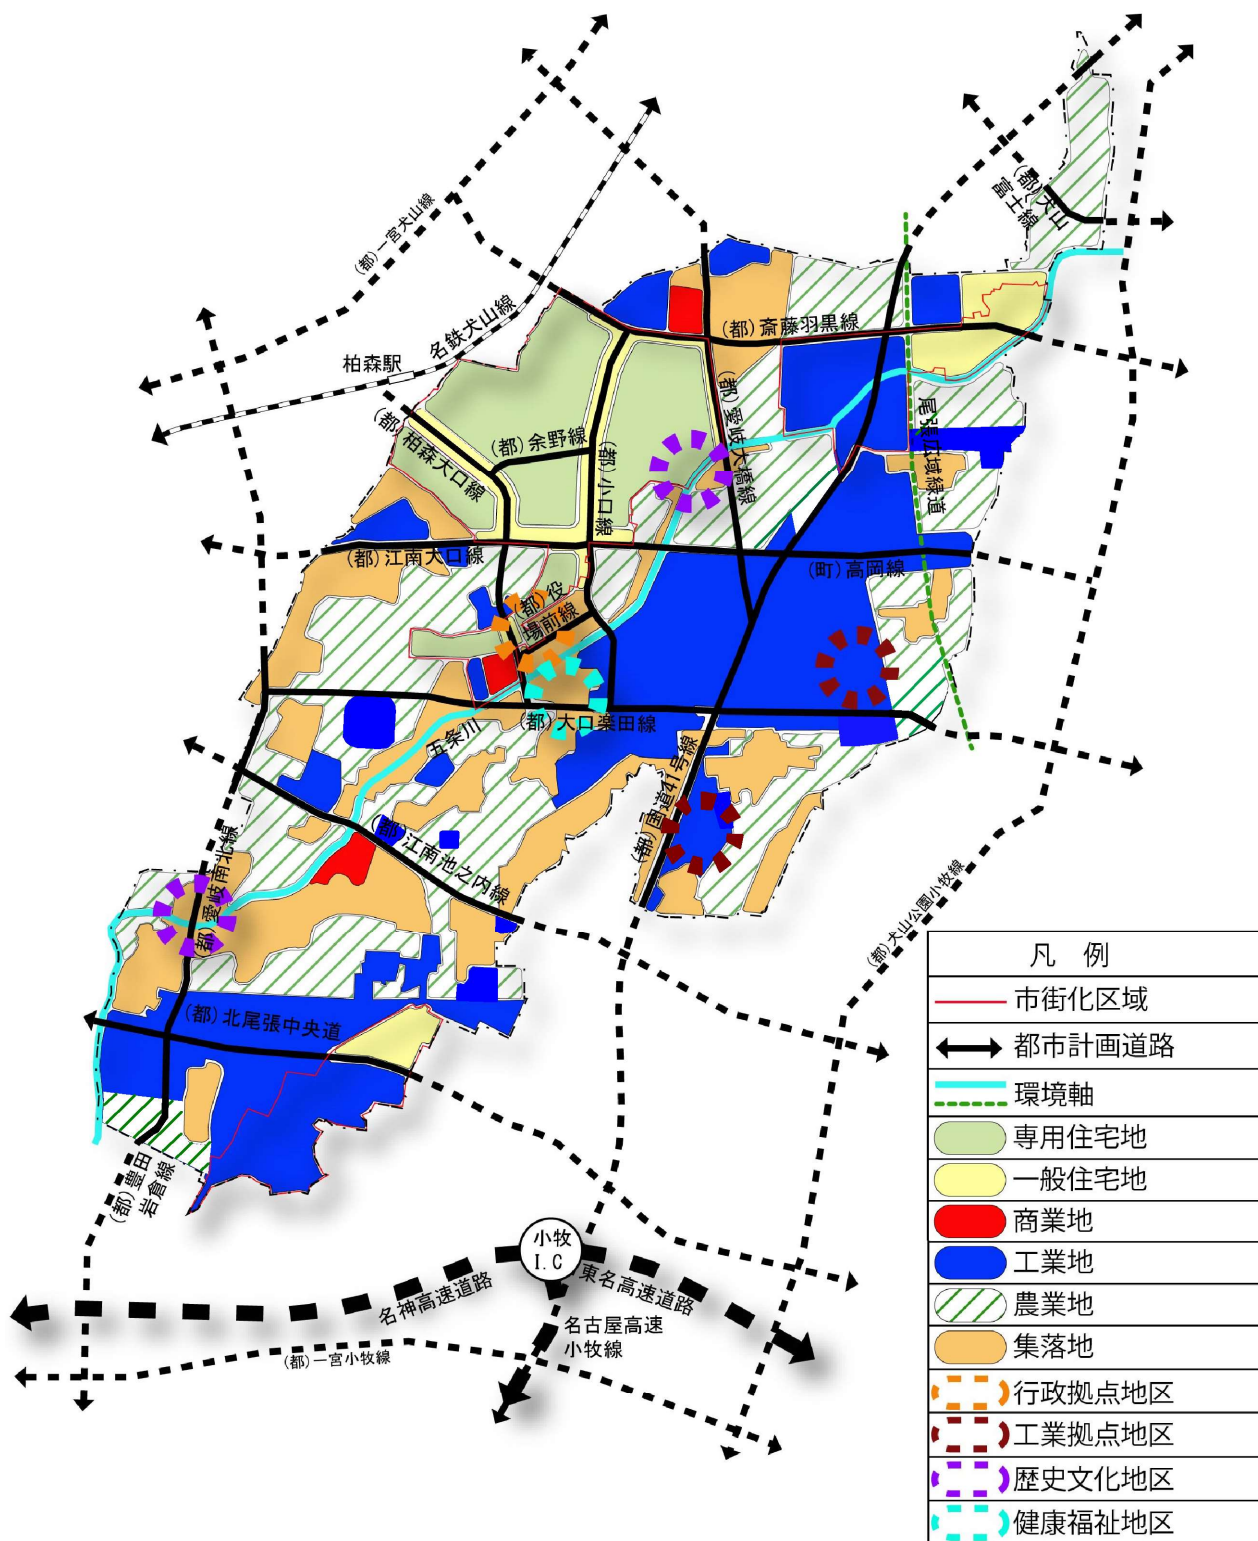 (都)一宮犬山線
名鉄犬山線
柏森駅
(都)犬山
富士線
(都)斎藤羽黒線
(都)柏森大口線
(都)余野線
(都)小口線
(都)愛岐大橋線
尾張広域緑道
(都)江南大口線
(町)高岡線
(都)役
場前線
五条川
(都)大口楽田線
(都)国道41号線
(都)江南池之内線
(都)愛岐南北線
(都)犬山公園小牧線
(都)北尾張中央道
(都)豊田
岩倉線
小牧
I.C
名神高速道路
東名高速道路
名古屋高速
小牧線
(都)一宮小牧線
凡 例
市街化区域
都市計画道路
環境軸
専用住宅地
一般住宅地
商業地
工業地
農業地
集落地
行政拠点地区
工業拠点地区
歴史文化地区
健康福祉地区